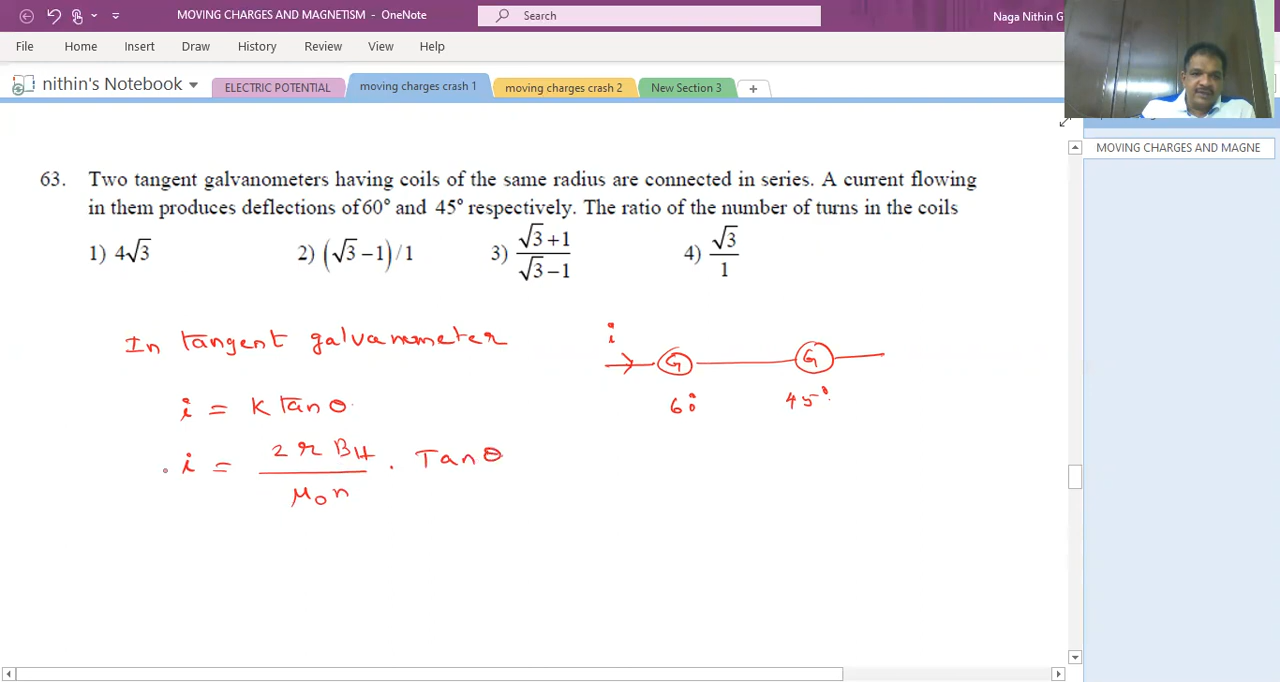 MOVING CHARGES AND MAGNETISM - OneNote
Search
Naga Nithin G
File Home Insert Draw History Review View Help
nithin's Notebook
ELECTRIC POTENTIAL
moving charges crash 1
moving charges crash 2
New Section 3
+
MOVING CHARGES AND MAGNE
63. Two tangent galvanometers having coils of the same radius are connected in series. A current flowing
in them produces deflections of 60° and 45° respectively. The ratio of the number of turns in the coils
1) 4√3 2) (√3-1)/1 3) (√3+1)/(√3-1) 4) √3/1
In tangent galvanometer
i = K tan θ
i = 2rB_H/μ₀n . Tan θ
i
G G
60° 45°